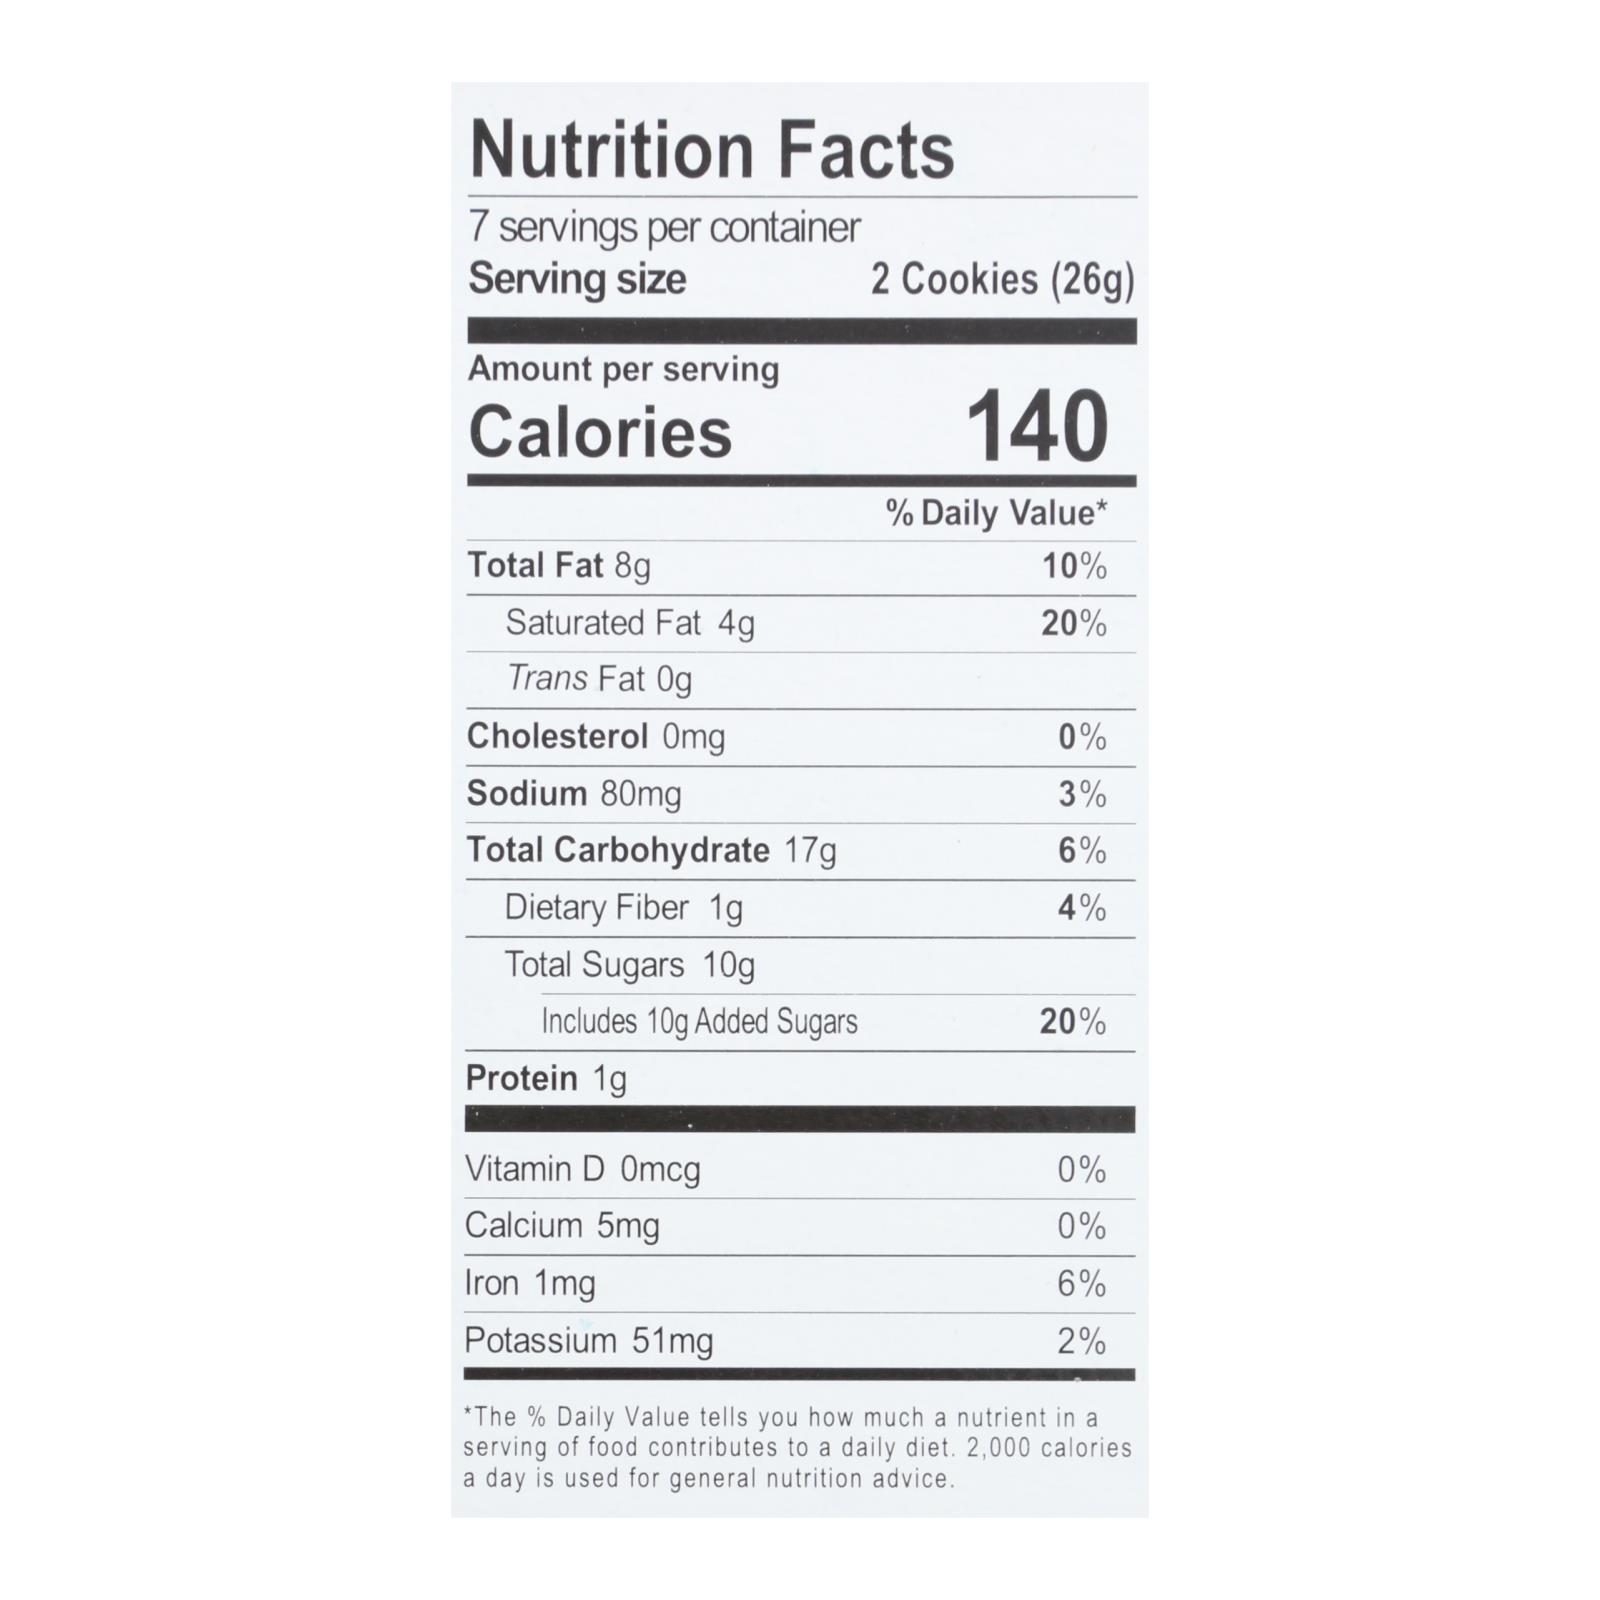 Nutrition Facts
7 servings per container
Serving size 2 Cookies (26g)
Amount per serving
Calories 140
% Daily Value*
Total Fat 8g 10%
Saturated Fat 4g 20%
Trans Fat 0g
Cholesterol 0mg 0%
Sodium 80mg 3%
Total Carbohydrate 17g 6%
Dietary Fiber 1g 4%
Total Sugars 10g
Includes 10g Added Sugars 20%
Protein 1g
Vitamin D 0mcg 0%
Calcium 5mg 0%
Iron 1mg 6%
Potassium 51mg 2%
*The % Daily Value tells you how much a nutrient in a
serving of food contributes to a daily diet. 2,000 calories
a day is used for general nutrition advice.